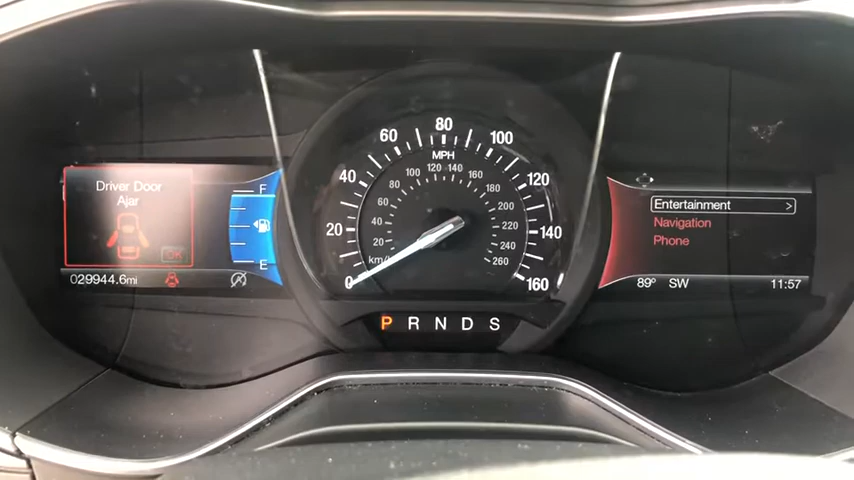 Driver Door
Ajar
OK
029944.6mi
F
E
MPH
0
20
40
60
80
100
120
140
160
km/h
20
40
60
80
100
120
140
160
180
200
220
240
260
P R N D S
Entertainment >
Navigation
Phone
89° SW 11:57